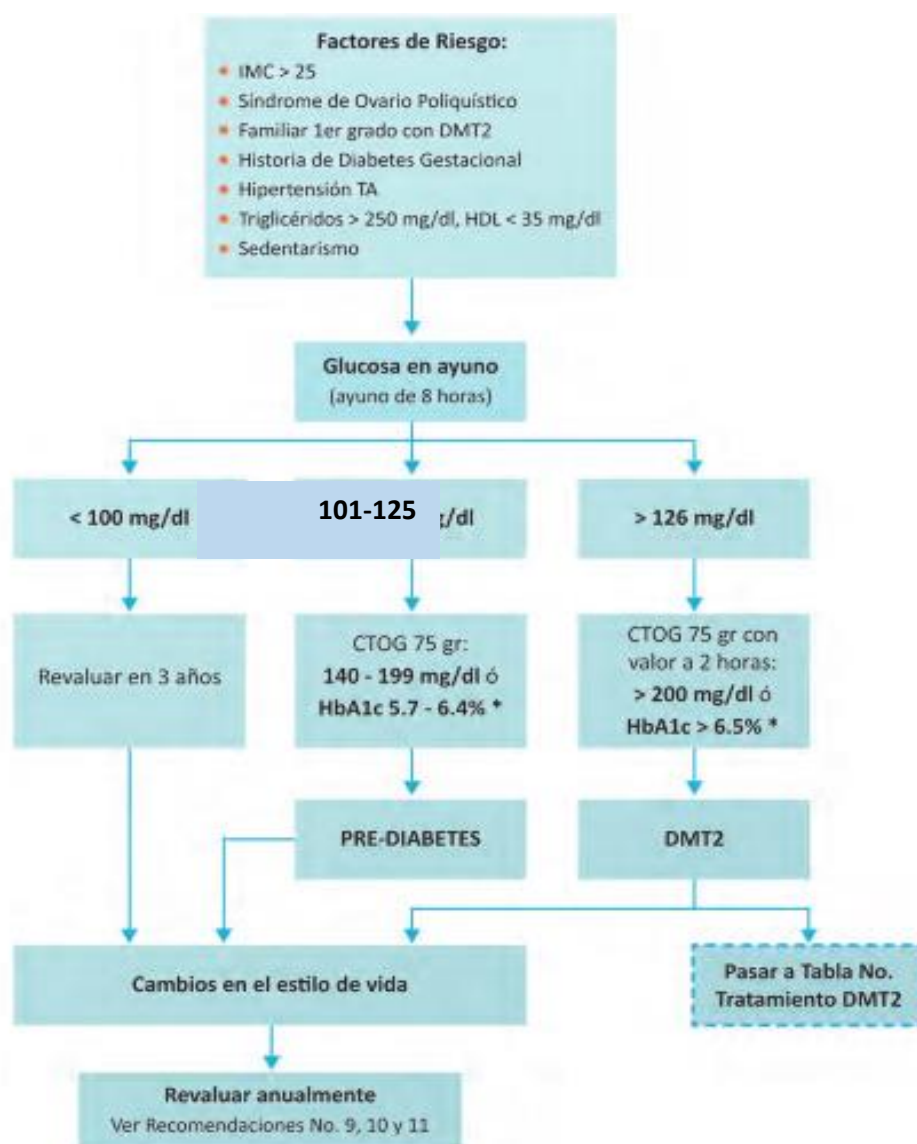 Factores de Riesgo:
• IMC > 25
• Síndrome de Ovario Poliquístico
• Familiar 1er grado con DMT2
• Historia de Diabetes Gestacional
• Hipertensión TA
• Triglicéridos > 250 mg/dl, HDL < 35 mg/dl
• Sedentarismo
Glucosa en ayuno
(ayuno de 8 horas)
< 100 mg/dl
101-125 g/dl
> 126 mg/dl
Revaluar en 3 años
CTOG 75 gr:
140 - 199 mg/dl ó
HbA1c 5.7 - 6.4% *
CTOG 75 gr con
valor a 2 horas:
> 200 mg/dl ó
HbA1c > 6.5% *
PRE-DIABETES
DMT2
Cambios en el estilo de vida
Pasar a Tabla No.
Tratamiento DMT2
Revaluar anualmente
Ver Recomendaciones No. 9, 10 y 11